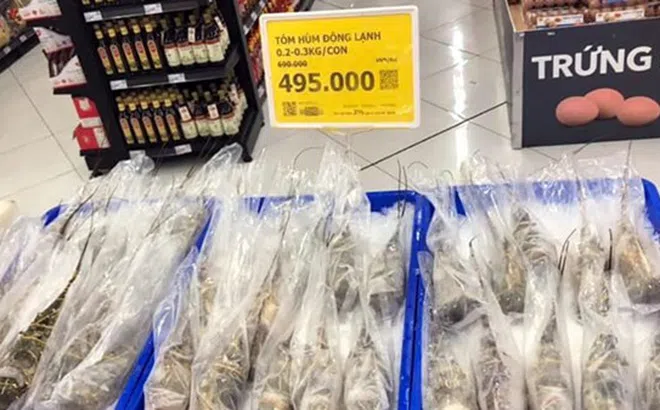 TÔM HÙM ĐÔNG LẠNH
0.2-0.3KG/CON
690.000
495.000
TRỨNG